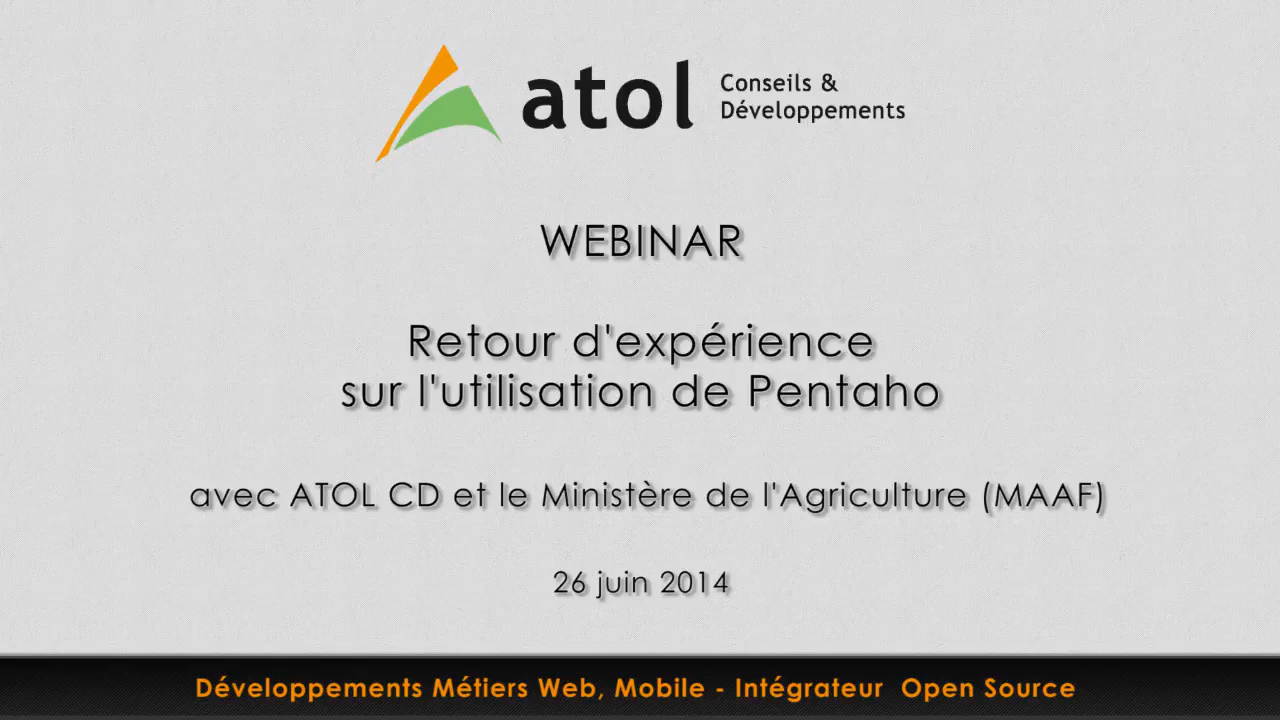 atol
Conseils &
Développements
WEBINAR
Retour d'expérience
sur l'utilisation de Pentaho
avec ATOL CD et le Ministère de l'Agriculture (MAAF)
26 juin 2014
Développements Métiers Web, Mobile - Intégrateur Open Source